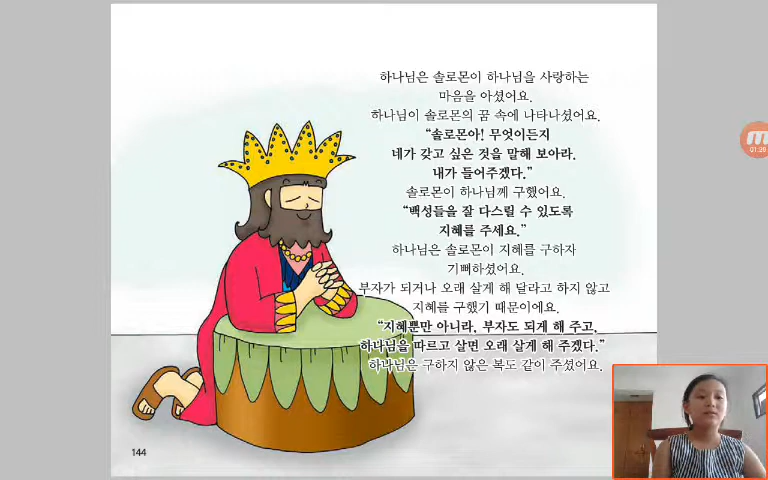 하나님은 솔로몬이 하나님을 사랑하는
마음을 아셨어요.
하나님이 솔로몬의 꿈 속에 나타나셨어요.
“솔로몬아! 무엇이든지
네가 갖고 싶은 것을 말해 보아라.
내가 들어주겠다.”
솔로몬이 하나님께 구했어요.
“백성들을 잘 다스릴 수 있도록
지혜를 주세요.”
하나님은 솔로몬이 지혜를 구하자
기뻐하셨어요.
부자가 되거나 오래 살게 해 달라고 하지 않고
지혜를 구했기 때문이에요.
“지혜뿐만 아니라, 부자도 되게 해 주고,
하나님을 따르고 살면 오래 살게 해 주겠다.”
하나님은 구하지 않은 복도 같이 주셨어요.
144
M
01:28